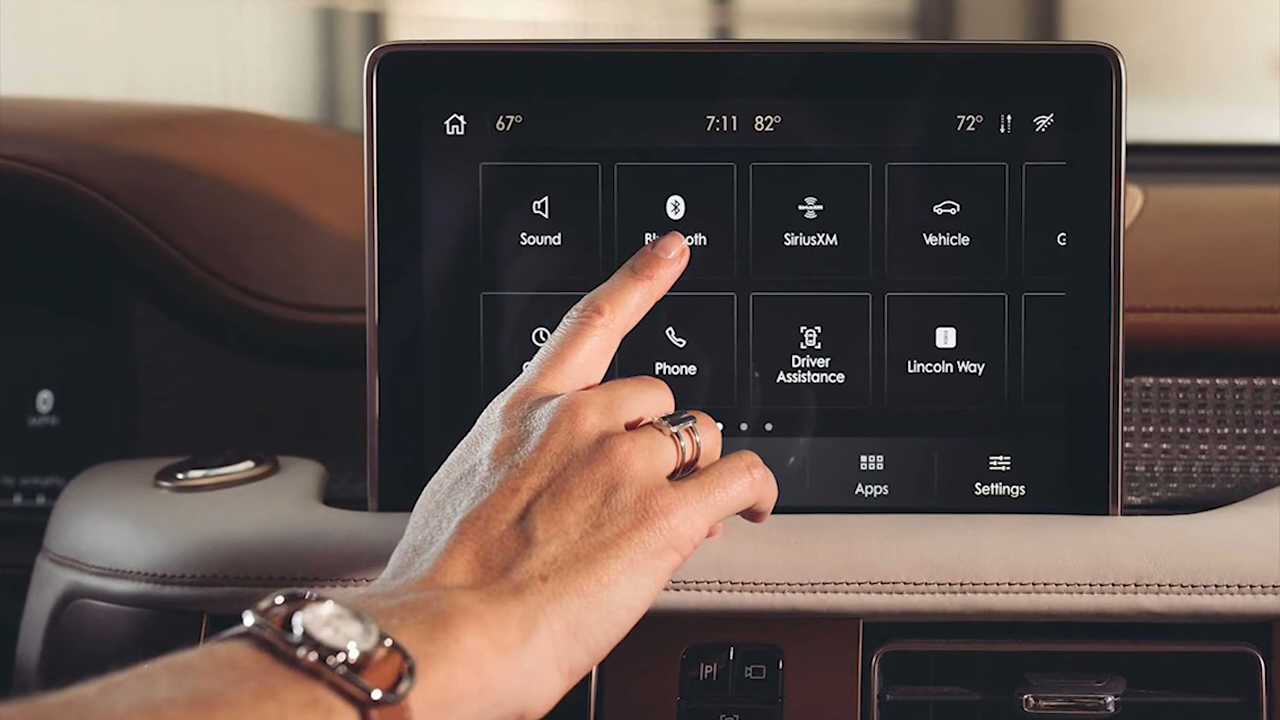 67° 7:11 82° 72°
Sound SiriusXM Vehicle
Phone Driver Assistance Lincoln Way
Apps Settings
P